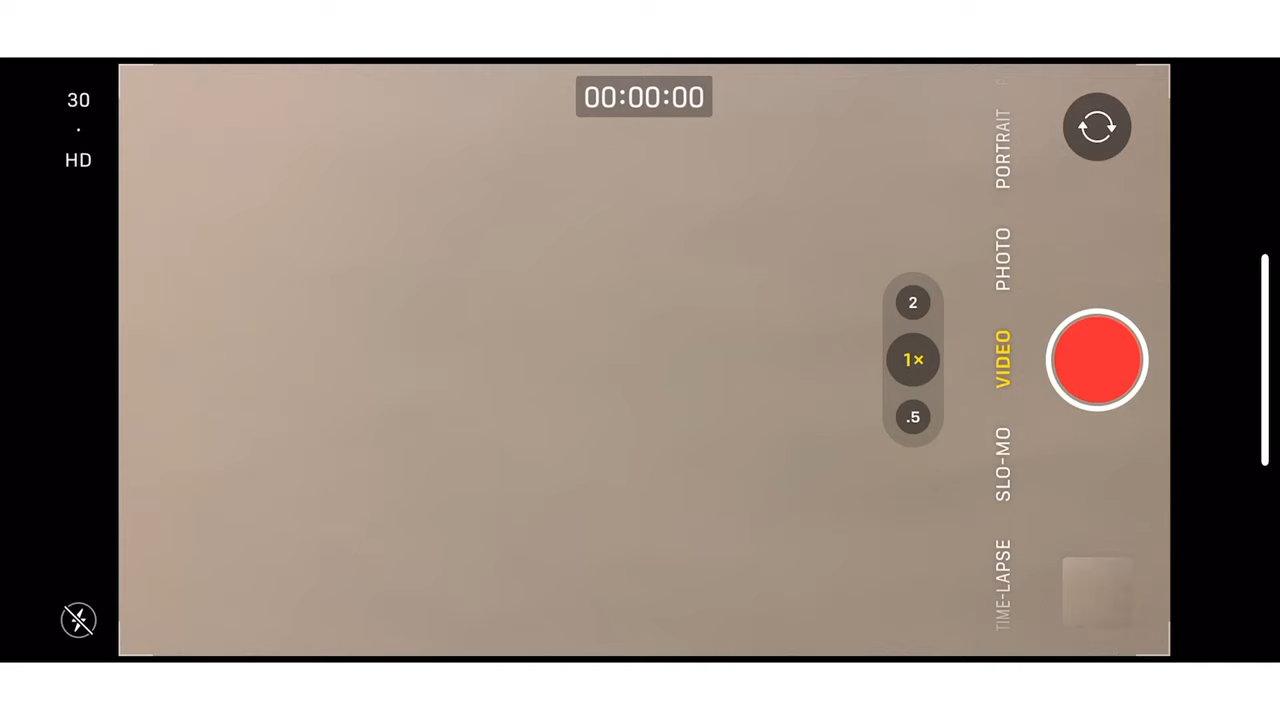 30
·
HD
00:00:00
2
1×
.5
PORTRAIT
PHOTO
VIDEO
SLO-MO
TIME-LAPSE